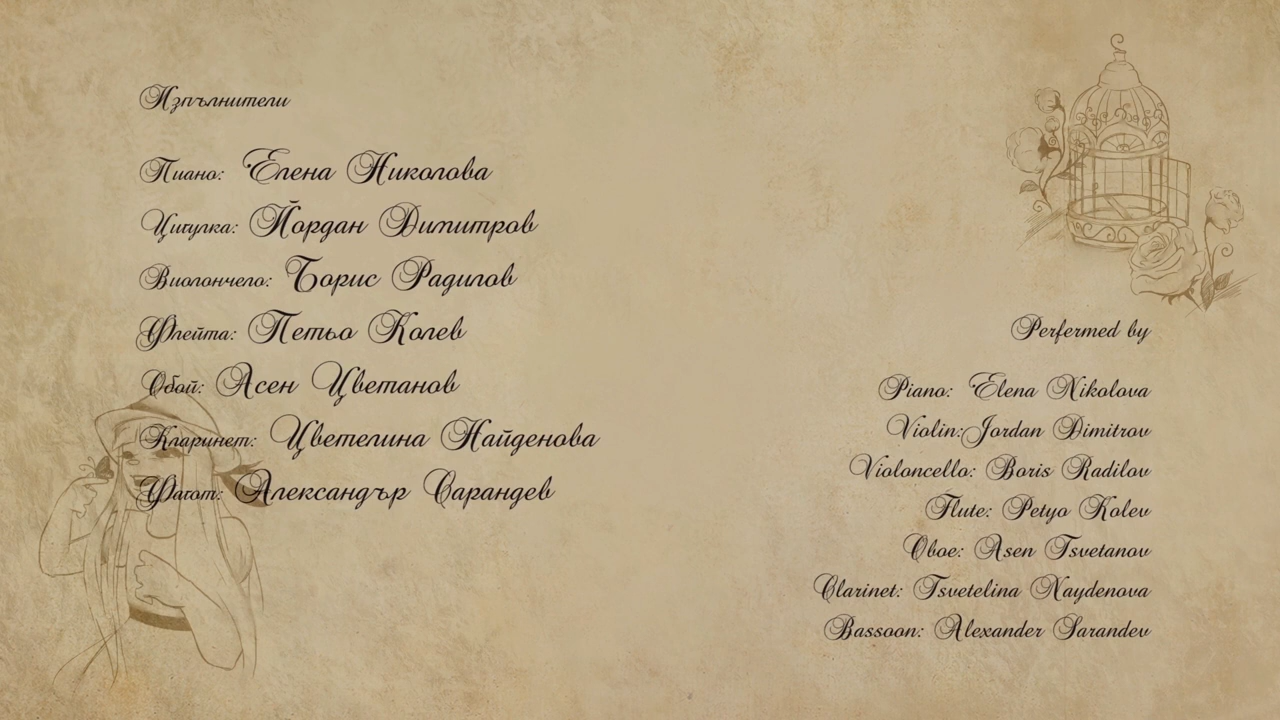 Изпълнители
Пиано: Елена Николова
Цигулка: Йордан Димитров
Виолончело: Борис Радилов
Флейта: Петьо Колев
Обой: Асен Цветанов
Кларинет: Цветелина Найденова
Фагот: Александър Сарандев
Perfermed by
Piano: Elena Nikolova
Violin:Jordan Dimitrov
Violoncello: Boris Radilov
Flute: Petyo Kolev
Oboe: Asen Tsvetanov
Clarinet: Tsvetelina Naydenova
Bassoon: Alexander Sarandev